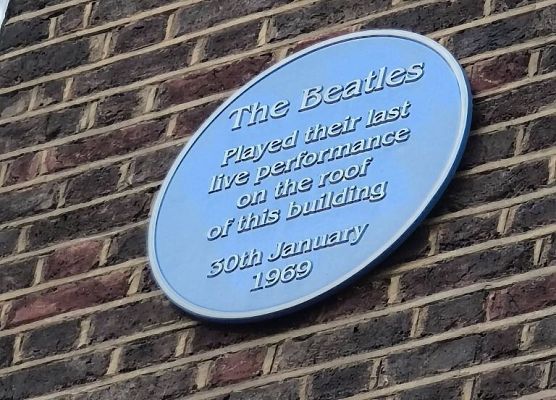 The Beatles
Played their last
live performance
on the roof
of this building
30th January
1969